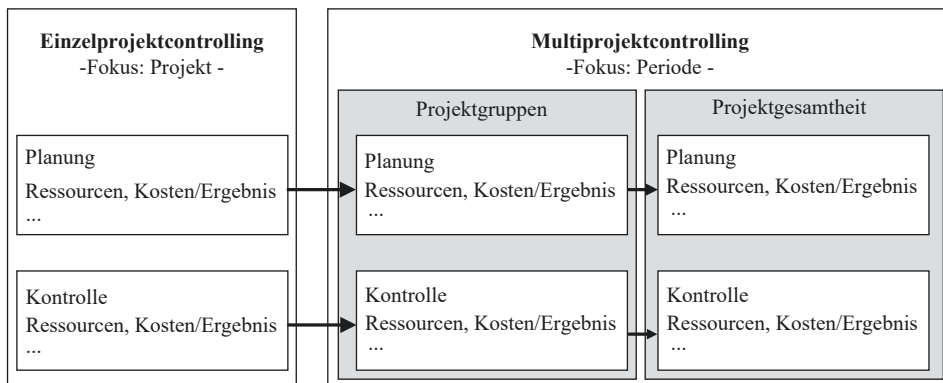 Einzelprojektcontrolling
-Fokus: Projekt -
Planung
Ressourcen, Kosten/Ergebnis
...
Kontrolle
Ressourcen, Kosten/Ergebnis
...
Multiprojektcontrolling
-Fokus: Periode -
Projektgruppen
Planung
Ressourcen, Kosten/Ergebnis
...
Kontrolle
Ressourcen, Kosten/Ergebnis
...
Projektgesamtheit
Planung
Ressourcen, Kosten/Ergebnis
...
Kontrolle
Ressourcen, Kosten/Ergebnis
...